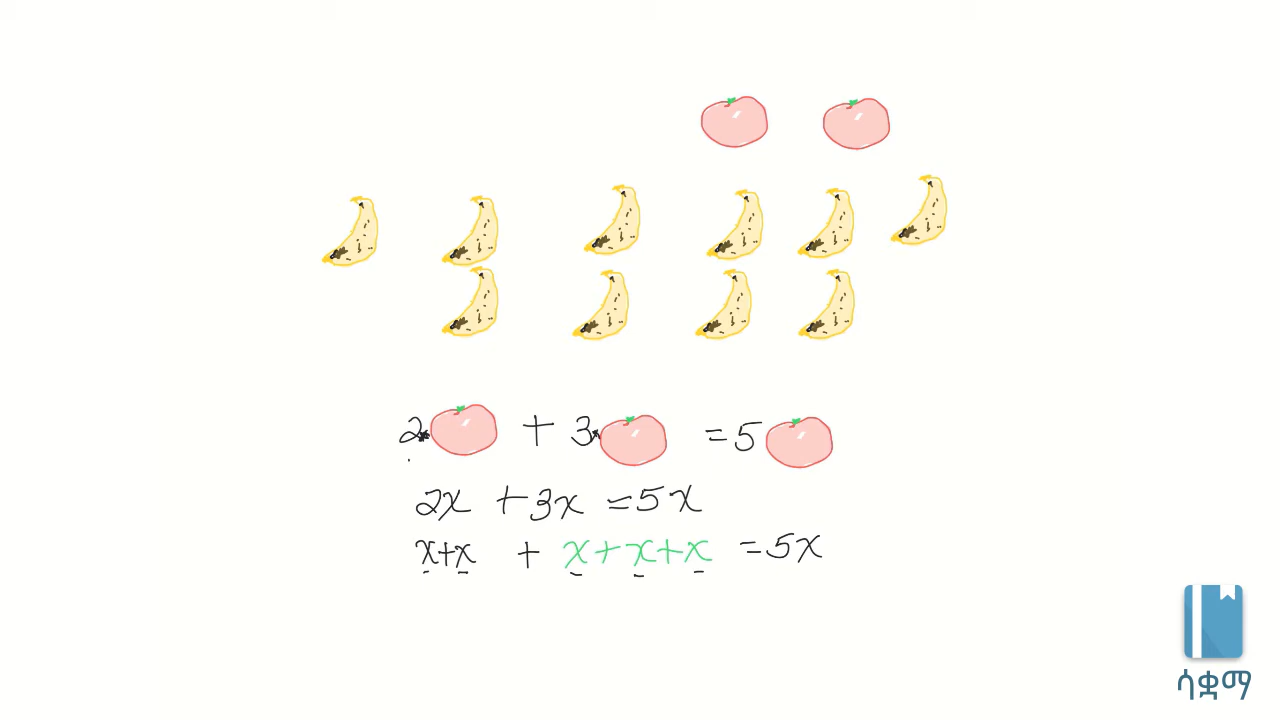 2 + 3 = 5
2x + 3x = 5x
x+x + x+x+x = 5x
ሳቋማ